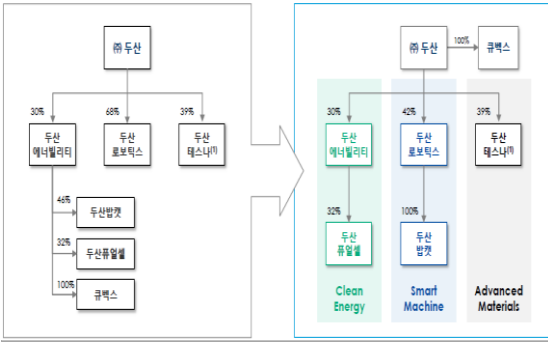 ㈜ 두산
30%
68%
39%
두산
에너빌리티
두산
로보틱스
두산
테스나(1)
46%
두산밥캣
32%
두산퓨얼셀
100%
큐벡스
㈜ 두산
100%
큐벡스
30%
42%
39%
두산
에너빌리티
두산
로보틱스
두산
테스나(1)
32%
100%
두산
퓨얼셀
두산
밥캣
Clean
Energy
Smart
Machine
Advanced
Materials